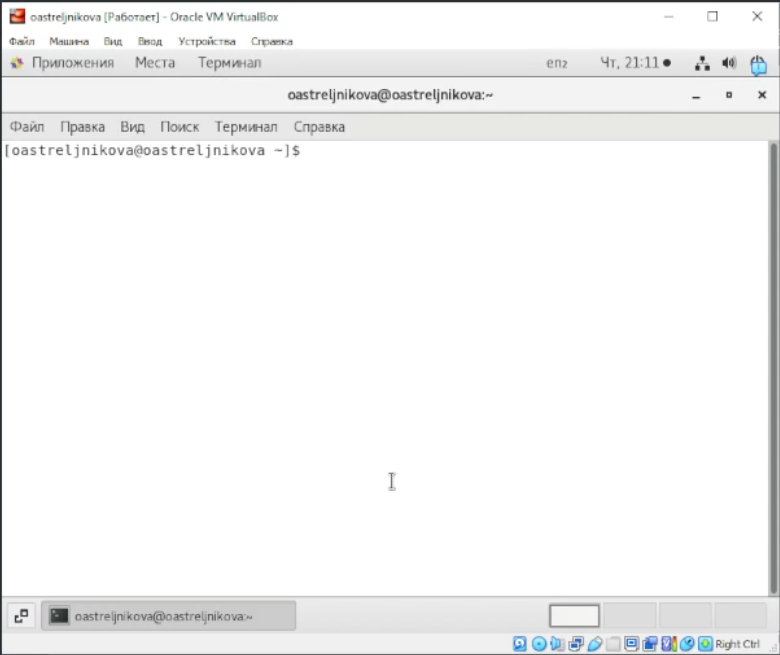 oastreljnikova [Работает] - Oracle VM VirtualBox
Файл Машина Вид Ввод Устройства Справка
Приложения Места Терминал en₂ Чт, 21:11
oastreljnikova@oastreljnikova:~
Файл Правка Вид Поиск Терминал Справка
[oastreljnikova@oastreljnikova ~]$
oastreljnikova@oastreljnikova:~
Right Ctrl